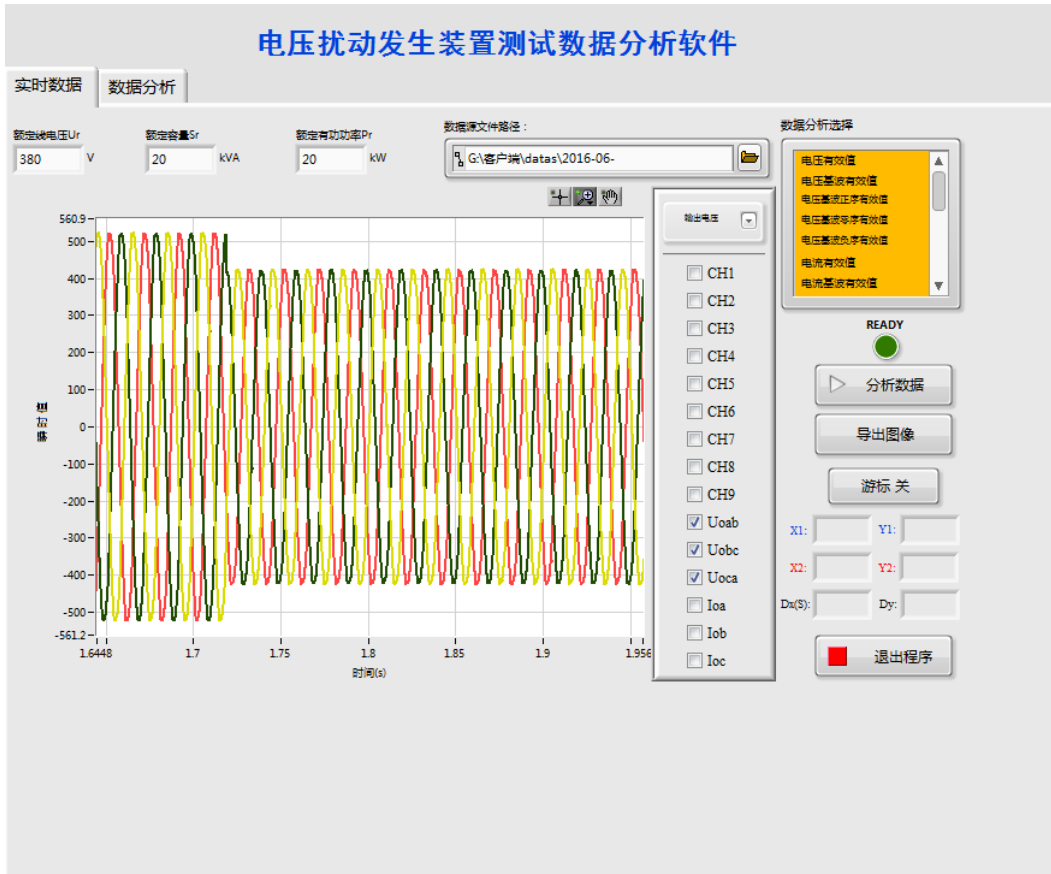 电压扰动发生装置测试数据分析软件
实时数据 数据分析
额定线电压Ur 额定容量Sr 额定有功功率Pr 数据源文件路径：
380 V 20 kVA 20 kW G:\客户端\datas\2016-06-
数据分析选择
电压有效值
电压基波有效值
电压基波正序有效值
电压基波零序有效值
电压基波负序有效值
电流有效值
电流基波有效值
输出电压
CH1
CH2
CH3
CH4
CH5
CH6
CH7
CH8
CH9
Uoab
Uobc
Uoca
Ioa
Iob
Ioc
瞬时值
560.9
500
400
300
200
100
0
-100
-200
-300
-400
-500
-561.2
1.6448 1.7 1.75 1.8 1.85 1.9 1.956
时间(s)
READY
分析数据
导出图像
游标 关
X1: Y1:
X2: Y2:
Dx(S): Dy:
退出程序